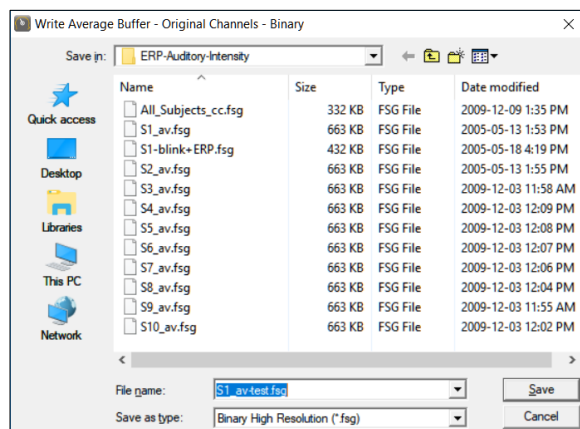 Write Average Buffer - Original Channels - Binary
Save in: ERP-Auditory-Intensity
Name Size Type Date modified
All_Subjects_cc.fsg 332 KB FSG File 2009-12-09 1:35 PM
S1_av.fsg 663 KB FSG File 2005-05-13 1:53 PM
S1-blink+ERP.fsg 432 KB FSG File 2005-05-18 4:19 PM
S2_av.fsg 663 KB FSG File 2005-05-13 1:55 PM
S3_av.fsg 663 KB FSG File 2009-12-03 11:58 AM
S4_av.fsg 663 KB FSG File 2009-12-03 12:09 PM
S5_av.fsg 663 KB FSG File 2009-12-03 12:08 PM
S6_av.fsg 663 KB FSG File 2009-12-03 12:07 PM
S7_av.fsg 663 KB FSG File 2009-12-03 12:06 PM
S8_av.fsg 663 KB FSG File 2009-12-03 12:04 PM
S9_av.fsg 663 KB FSG File 2009-12-03 11:55 AM
S10_av.fsg 663 KB FSG File 2009-12-03 12:02 PM
Quick access
Desktop
Libraries
This PC
Network
File name: S1_av-test.fsg Save
Save as type: Binary High Resolution (*.fsg) Cancel